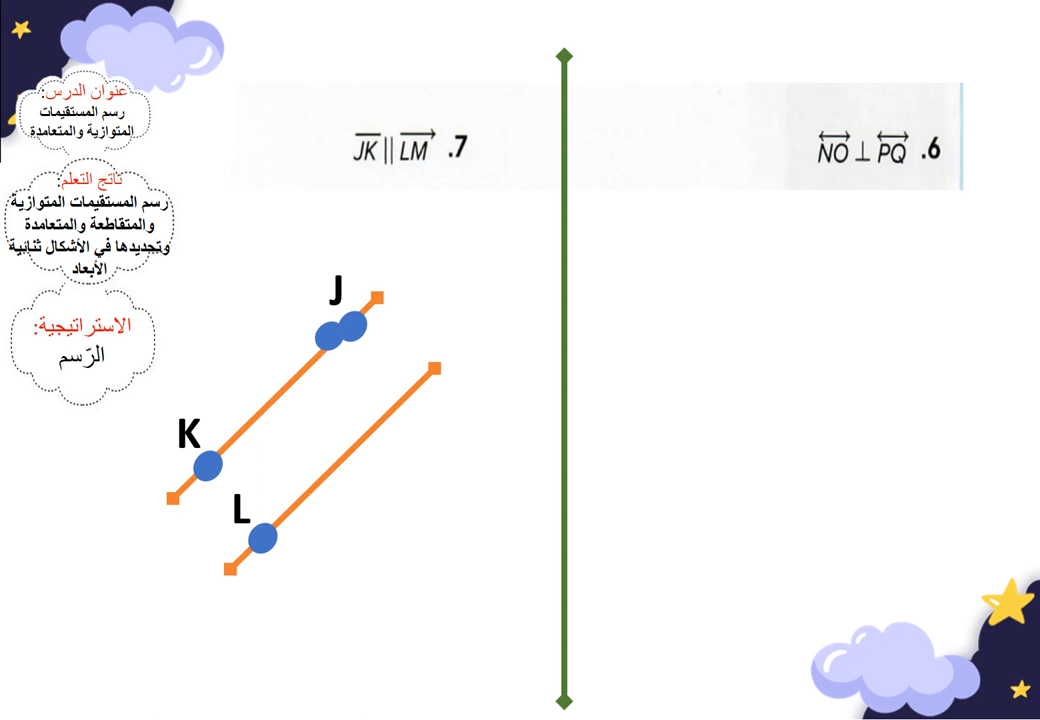 عنوان الدرس:
رسم المستقيمات
المتوازية والمتعامدة
ناتج التعلم:
رسم المستقيمات المتوازية
والمتقاطعة والمتعامدة
وتحديدها في الأشكال ثنائية
الأبعاد
الاستراتيجية:
الرّسم
6. NO ⊥ PQ
7. JK || LM
J
K
L